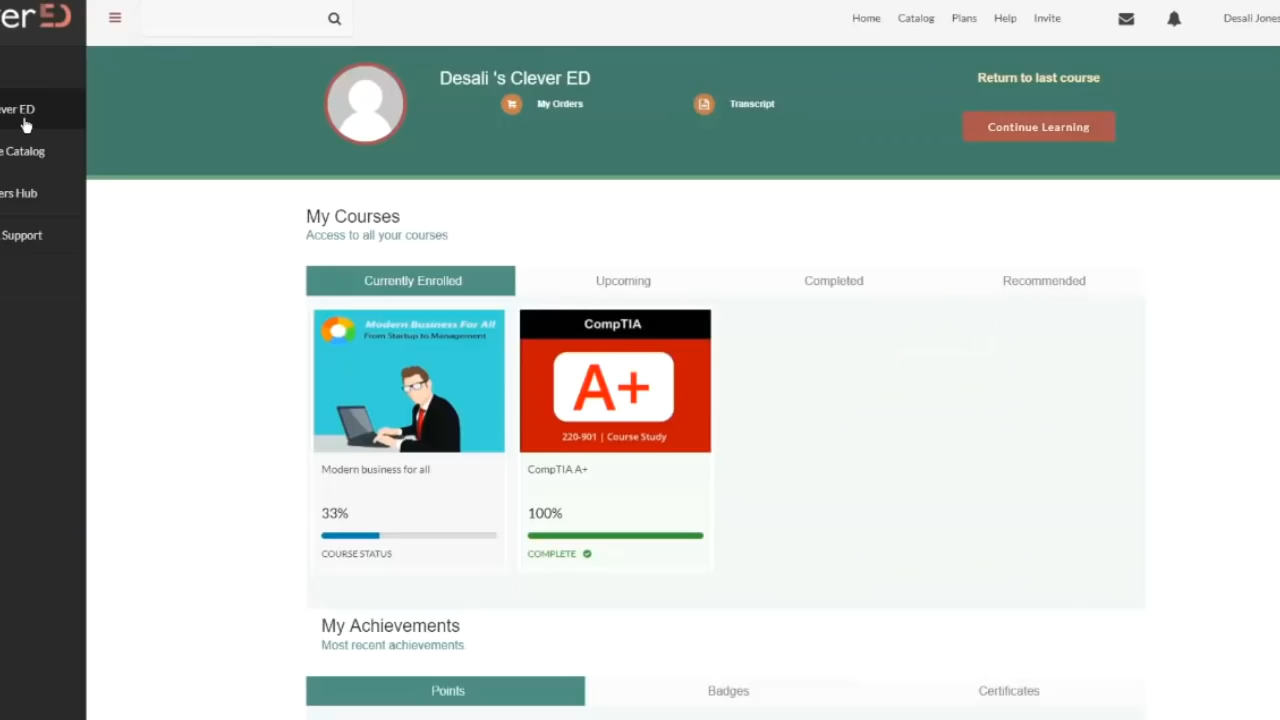 er ED
Home Catalog Plans Help Invite Desali Jones
Desali 's Clever ED
My Orders Transcript
Return to last course
Continue Learning
ver ED
e Catalog
ers Hub
Support
My Courses
Access to all your courses
Currently Enrolled Upcoming Completed Recommended
Modern Business For All
From Startup to Management
CompTIA
A+
220-901 | Course Study
Modern business for all
33%
COURSE STATUS
CompTIA A+
100%
COMPLETE
My Achievements
Most recent achievements
Points Badges Certificates